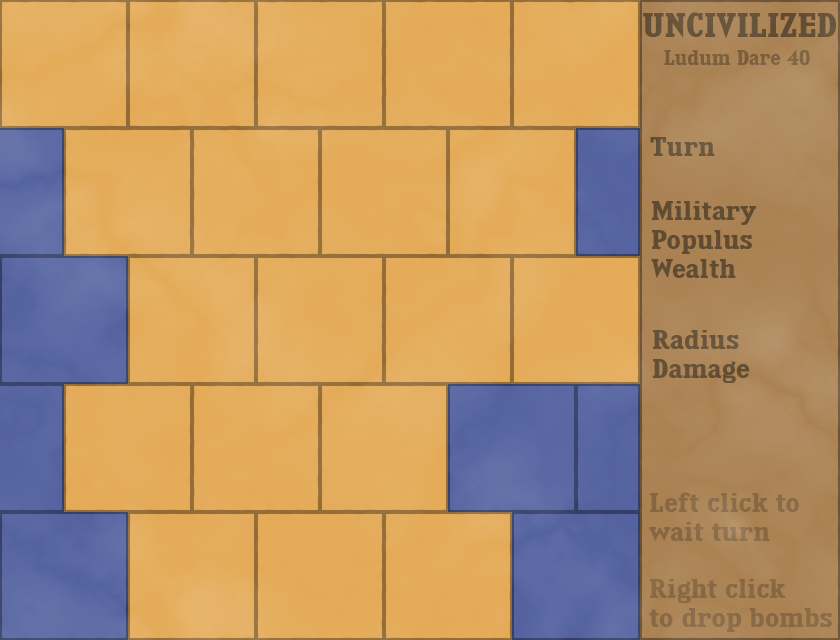 UNCIVILIZED
Ludum Dare 40
Turn
Military
Populus
Wealth
Radius
Damage
Left click to
wait turn
Right click
to drop bombs